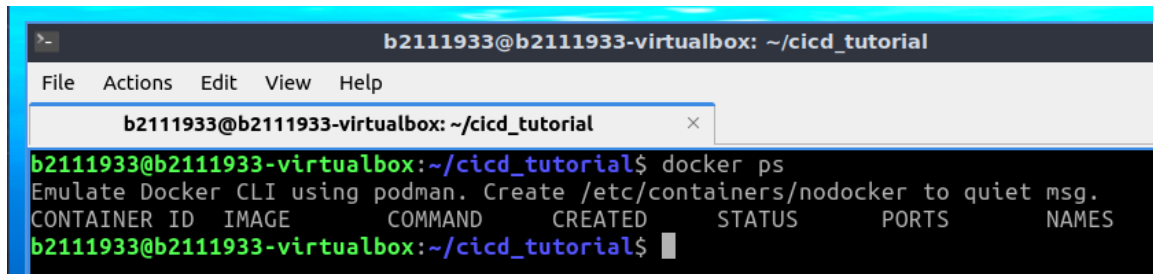 b2111933@b2111933-virtualbox: ~/cicd_tutorial
File Actions Edit View Help
b2111933@b2111933-virtualbox: ~/cicd_tutorial
b2111933@b2111933-virtualbox:~/cicd_tutorial$ docker ps
Emulate Docker CLI using podman. Create /etc/containers/nodocker to quiet msg.
CONTAINER ID  IMAGE       COMMAND     CREATED     STATUS      PORTS       NAMES
b2111933@b2111933-virtualbox:~/cicd_tutorial$